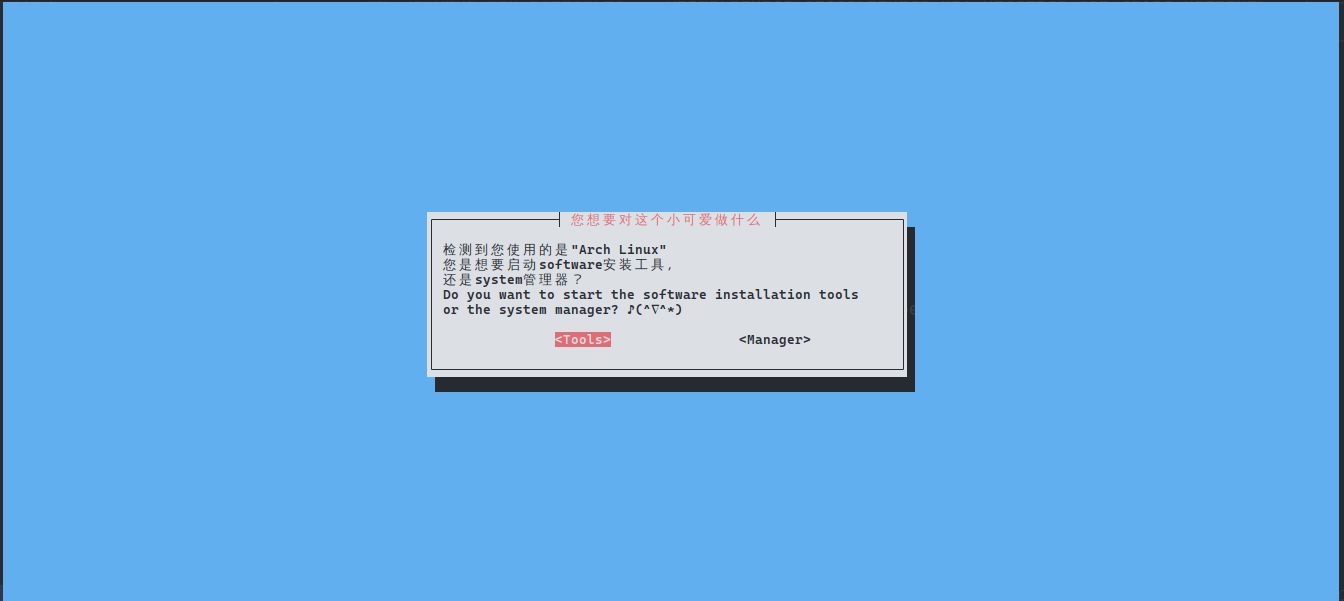 您想要对这个小可爱做什么
检测到您使用的是"Arch Linux"
您是想要启动software安装工具,
还是system管理器？
Do you want to start the software installation tools
or the system manager? ♪(^∇^*)
<Tools> <Manager>